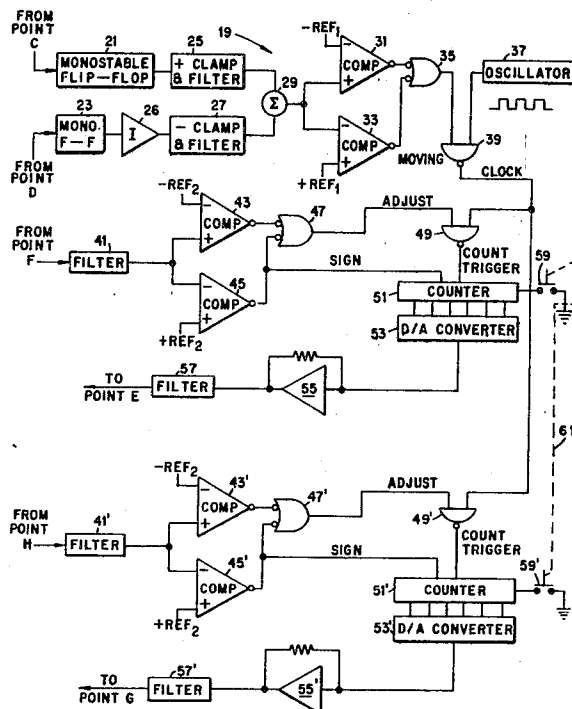 FROM POINT C
21
MONOSTABLE FLIP-FLOP
25
+ CLAMP & FILTER
19
29
Σ
-REF1
31
COMP
35
37
OSCILLATOR
23
MONO. F-F
26
I
27
- CLAMP & FILTER
33
COMP
+REF1
39
MOVING
CLOCK
FROM POINT D
-REF2
43
COMP
47
ADJUST
49
FROM POINT F
41
FILTER
45
COMP
+REF2
SIGN
COUNT TRIGGER
51
COUNTER
59
53
D/A CONVERTER
TO POINT E
57
FILTER
55
61
-REF2
43'
COMP
47'
ADJUST
49'
FROM POINT H
41'
FILTER
45'
COMP
+REF2
SIGN
COUNT TRIGGER
51'
COUNTER
59'
53'
D/A CONVERTER
TO POINT G
57'
FILTER
55'